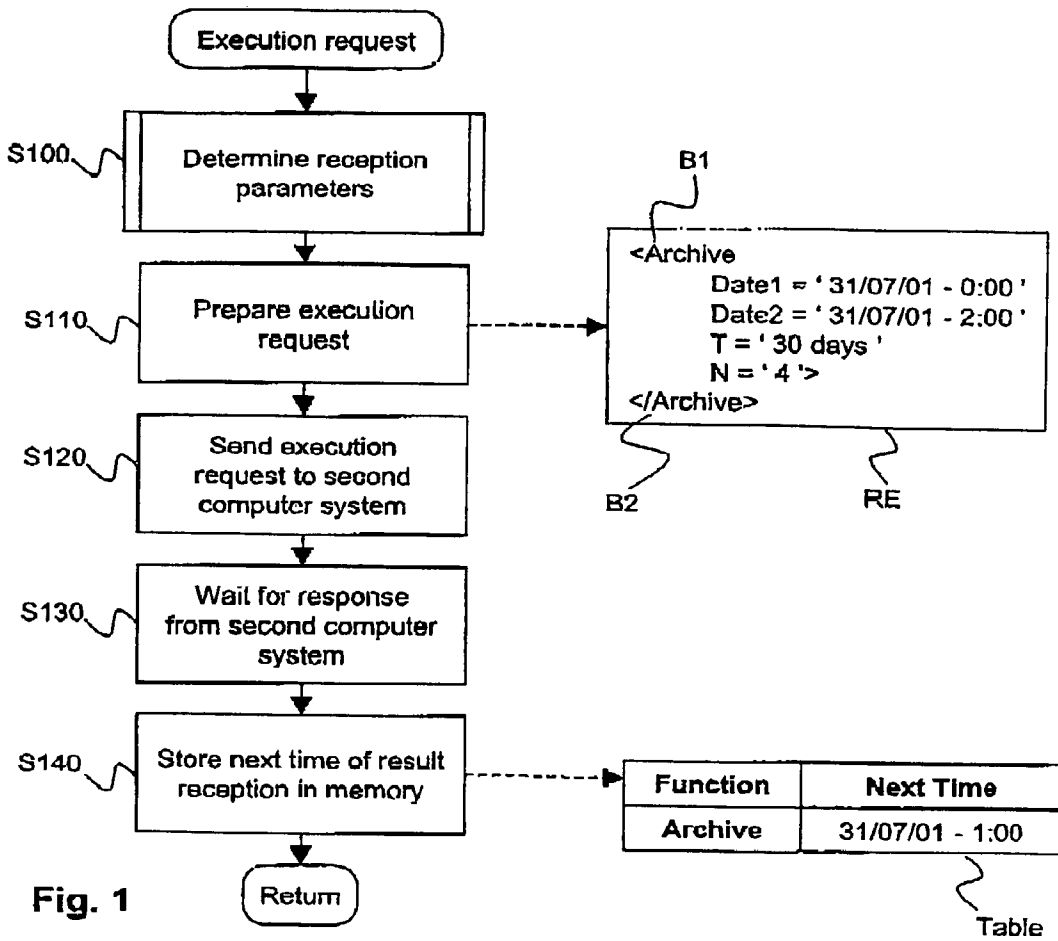 Execution request
S100
Determine reception
parameters
B1
<Archive
Date1 = ' 31/07/01 - 0:00 '
Date2 = ' 31/07/01 - 2:00 '
T = ' 30 days '
N = ' 4 '>
</Archive>
B2
RE
S110
Prepare execution
request
S120
Send execution
request to second
computer system
S130
Wait for response
from second computer
system
S140
Store next time of result
reception in memory
Function Next Time
Archive 31/07/01 - 1:00
Table
Return
Fig. 1